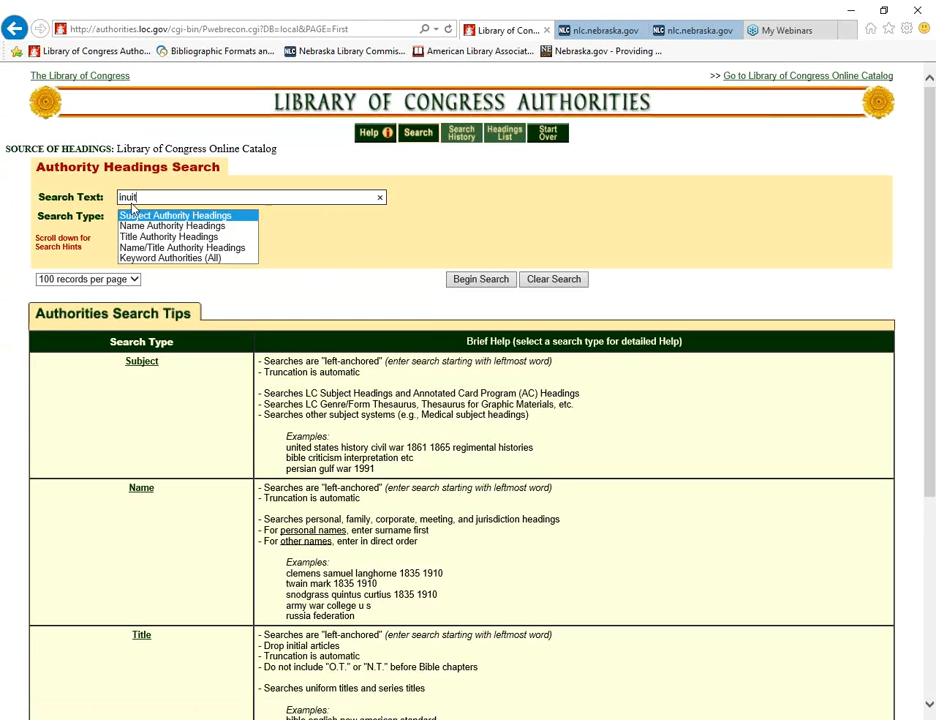 http://authorities.loc.gov/cgi-bin/Pwebrecon.cgi?DB=local&PAGE=First
Library of Con...
nlc.nebraska.gov
nlc.nebraska.gov
My Webinars
Library of Congress Autho...
Bibliographic Formats an...
Nebraska Library Commis...
American Library Associat...
Nebraska.gov - Providing ...
The Library of Congress
>> Go to Library of Congress Online Catalog
LIBRARY OF CONGRESS AUTHORITIES
Help
Search
Search History
Headings List
Start Over
SOURCE OF HEADINGS: Library of Congress Online Catalog
Authority Headings Search
Search Text: inuit
Search Type: Subject Authority Headings
Name Authority Headings
Title Authority Headings
Name/Title Authority Headings
Keyword Authorities (All)
Scroll down for
Search Hints
100 records per page
Begin Search
Clear Search
Authorities Search Tips
Search Type
Brief Help (select a search type for detailed Help)
Subject
- Searches are "left-anchored" (enter search starting with leftmost word)
- Truncation is automatic
- Searches LC Subject Headings and Annotated Card Program (AC) Headings
- Searches LC Genre/Form Thesaurus, Thesaurus for Graphic Materials, etc.
- Searches other subject systems (e.g., Medical subject headings)
Examples:
united states history civil war 1861 1865 regimental histories
bible criticism interpretation etc
persian gulf war 1991
Name
- Searches are "left-anchored" (enter search starting with leftmost word)
- Truncation is automatic
- Searches personal, family, corporate, meeting, and jurisdiction headings
- For personal names, enter surname first
- For other names, enter in direct order
Examples:
clemens samuel langhorne 1835 1910
twain mark 1835 1910
snodgrass quintus curtius 1835 1910
army war college u s
russia federation
Title
- Searches are "left-anchored" (enter search starting with leftmost word)
- Drop initial articles
- Truncation is automatic
- Do not include "O.T." or "N.T." before Bible chapters
- Searches uniform titles and series titles
Examples:
bible english new american standard